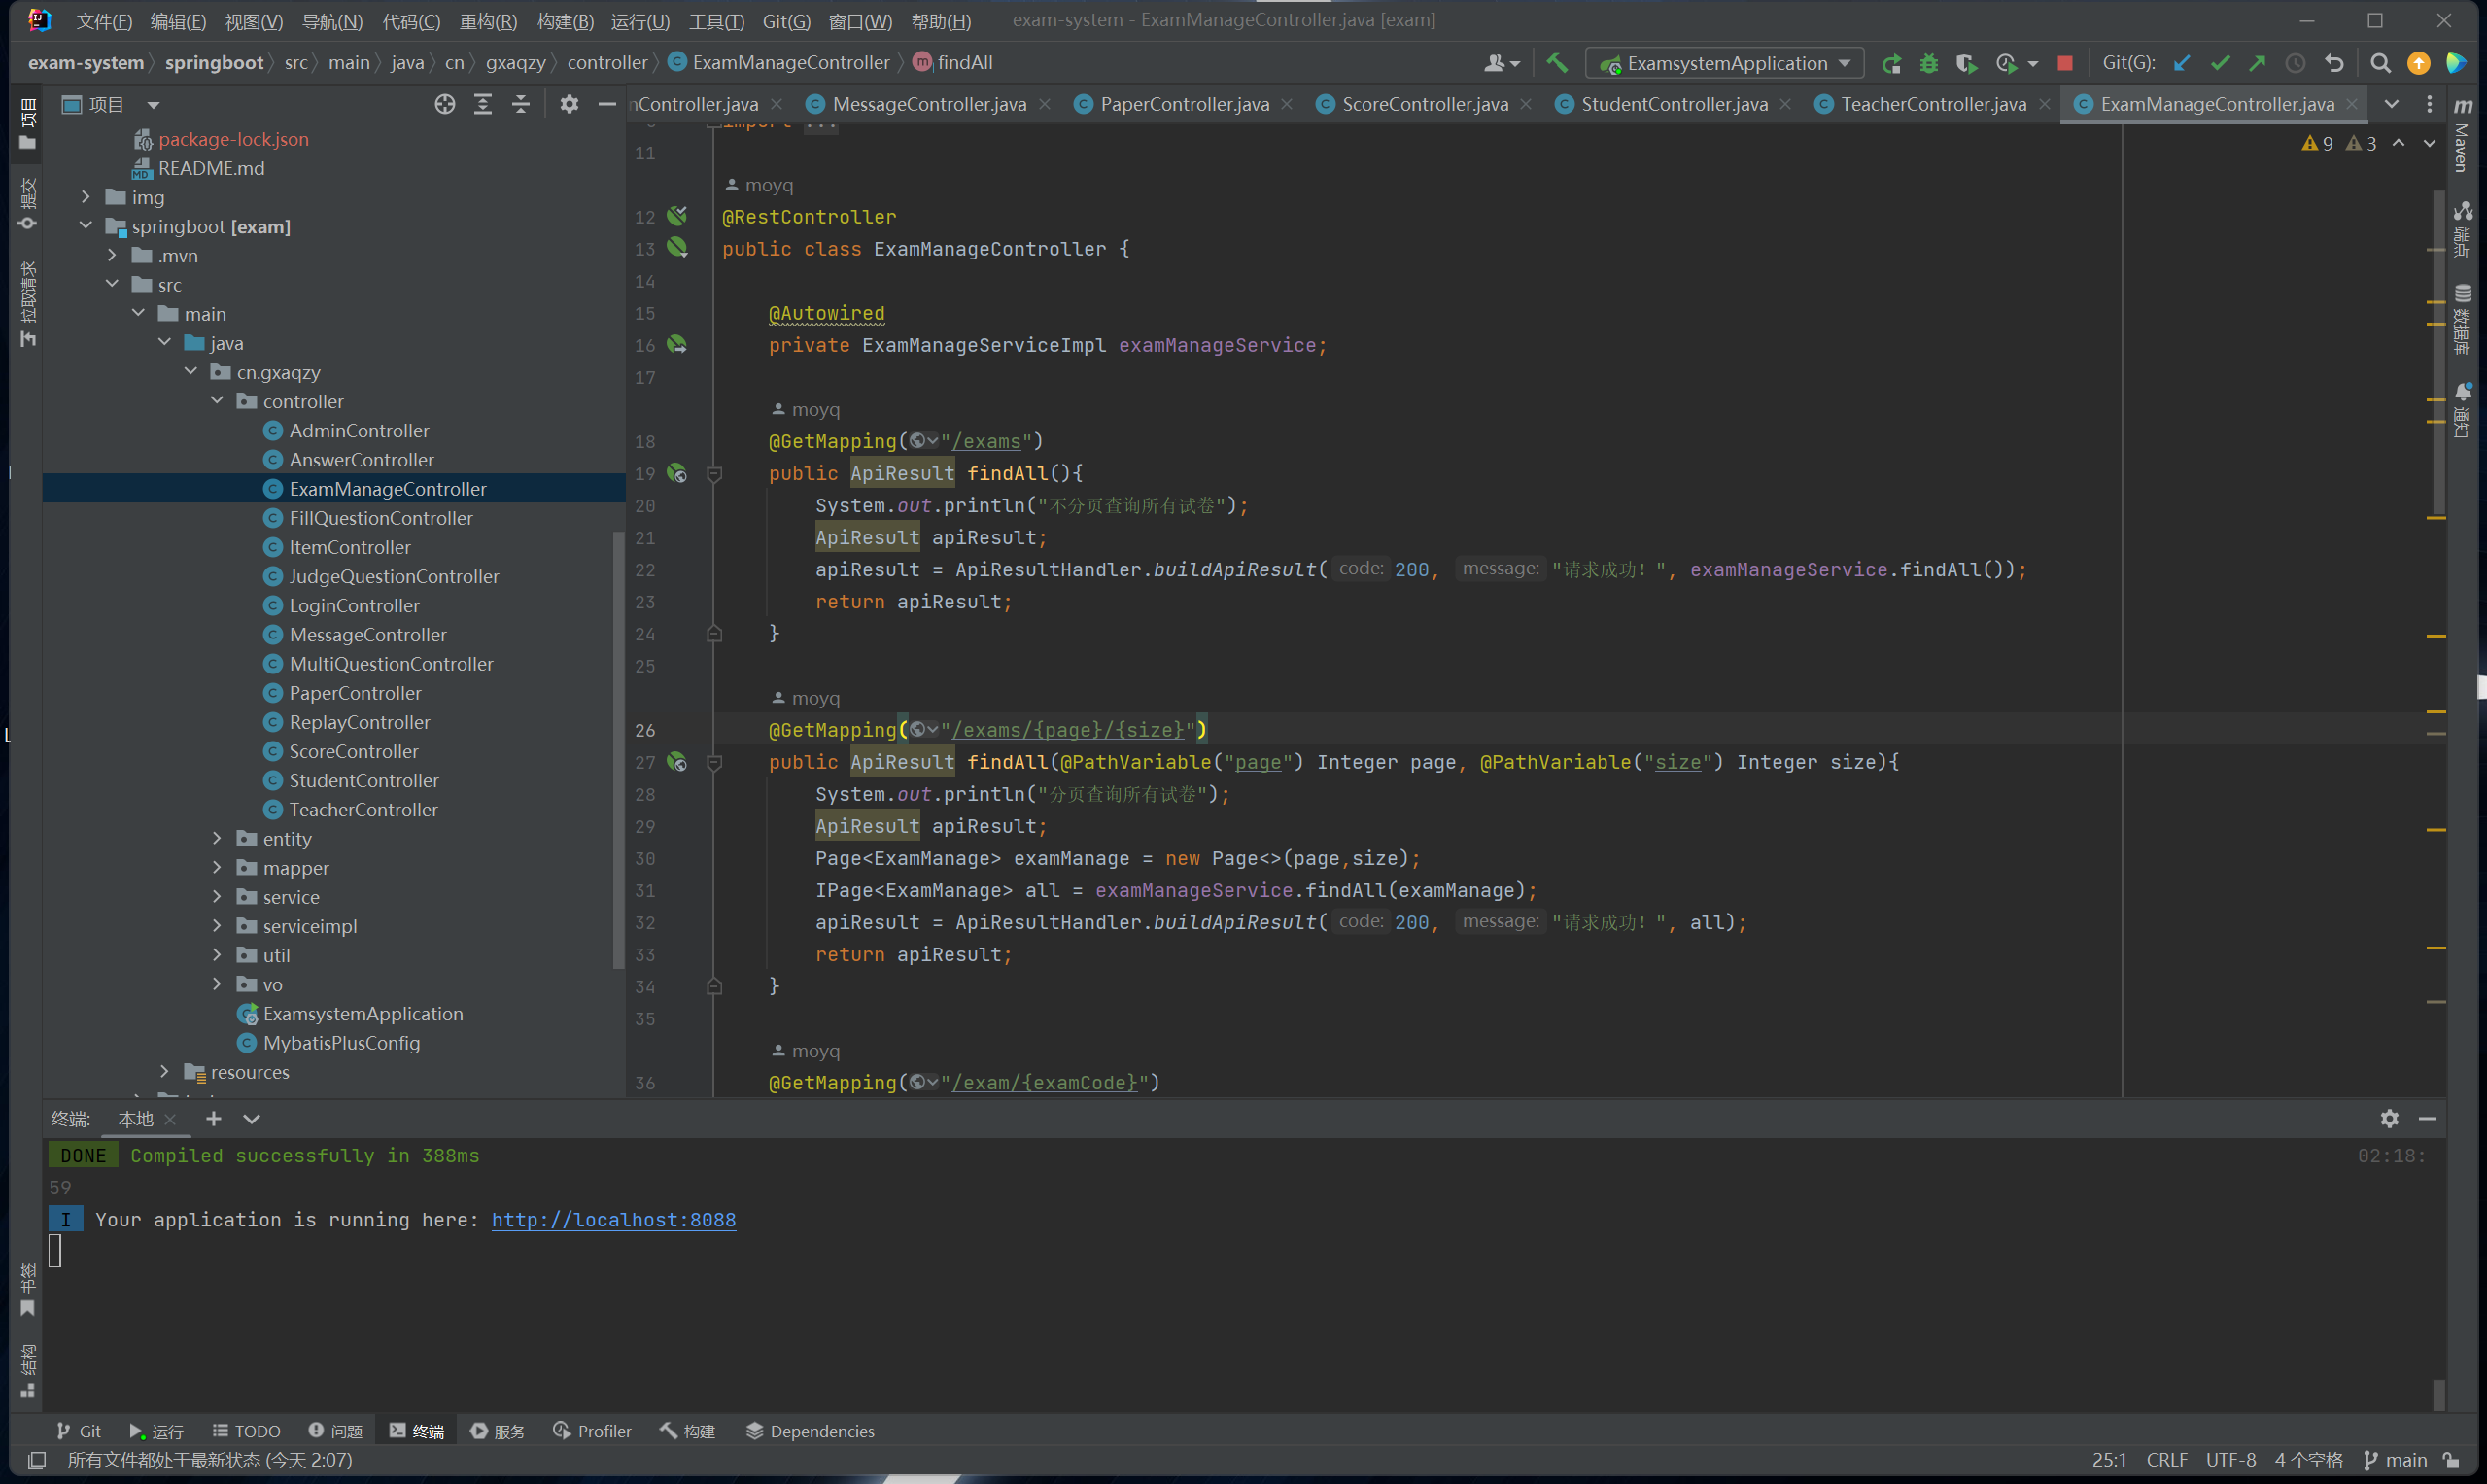 文件(F) 编辑(E) 视图(V) 导航(N) 代码(C) 重构(R) 构建(B) 运行(U) 工具(T) Git(G) 窗口(W) 帮助(H) exam-system - ExamManageController.java [exam]
exam-system springboot src main java cn gxaqzy controller ExamManageController findAll ExamsystemApplication Git(G):
项目
nController.java MessageController.java PaperController.java ScoreController.java StudentController.java TeacherController.java ExamManageController.java
项目
提交
拉取请求
书签
结构
package-lock.json
README.md
img
springboot [exam]
.mvn
src
main
java
cn.gxaqzy
controller
AdminController
AnswerController
ExamManageController
FillQuestionController
ItemController
JudgeQuestionController
LoginController
MessageController
MultiQuestionController
PaperController
ReplayController
ScoreController
StudentController
TeacherController
entity
mapper
service
serviceimpl
util
vo
ExamsystemApplication
MybatisPlusConfig
resources
9 3
11
moyq
12 @RestController
13 public class ExamManageController {
14
15 @Autowired
16 private ExamManageServiceImpl examManageService;
17
moyq
18 @GetMapping("/exams")
19 public ApiResult findAll(){
20 System.out.println("不分页查询所有试卷");
21 ApiResult apiResult;
22 apiResult = ApiResultHandler.buildApiResult( code: 200, message: "请求成功！", examManageService.findAll());
23 return apiResult;
24 }
25
moyq
26 @GetMapping("/exams/{page}/{size}")
27 public ApiResult findAll(@PathVariable("page") Integer page, @PathVariable("size") Integer size){
28 System.out.println("分页查询所有试卷");
29 ApiResult apiResult;
30 Page<ExamManage> examManage = new Page<>(page,size);
31 IPage<ExamManage> all = examManageService.findAll(examManage);
32 apiResult = ApiResultHandler.buildApiResult( code: 200, message: "请求成功！", all);
33 return apiResult;
34 }
35
moyq
36 @GetMapping("/exam/{examCode}")
Maven
端点
数据库
通知
终端: 本地
DONE Compiled successfully in 388ms 02:18:
59
I Your application is running here: http://localhost:8088
Git 运行 TODO 问题 终端 服务 Profiler 构建 Dependencies
所有文件都处于最新状态 (今天 2:07) 25:1 CRLF UTF-8 4 个空格 main